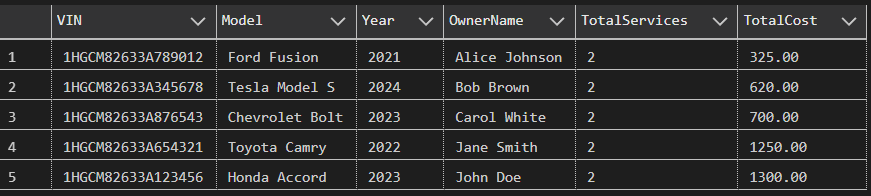 VIN Model Year OwnerName TotalServices TotalCost
1 1HGCM82633A789012 Ford Fusion 2021 Alice Johnson 2 325.00
2 1HGCM82633A345678 Tesla Model S 2024 Bob Brown 2 620.00
3 1HGCM82633A876543 Chevrolet Bolt 2023 Carol White 2 700.00
4 1HGCM82633A654321 Toyota Camry 2022 Jane Smith 2 1250.00
5 1HGCM82633A123456 Honda Accord 2023 John Doe 2 1300.00